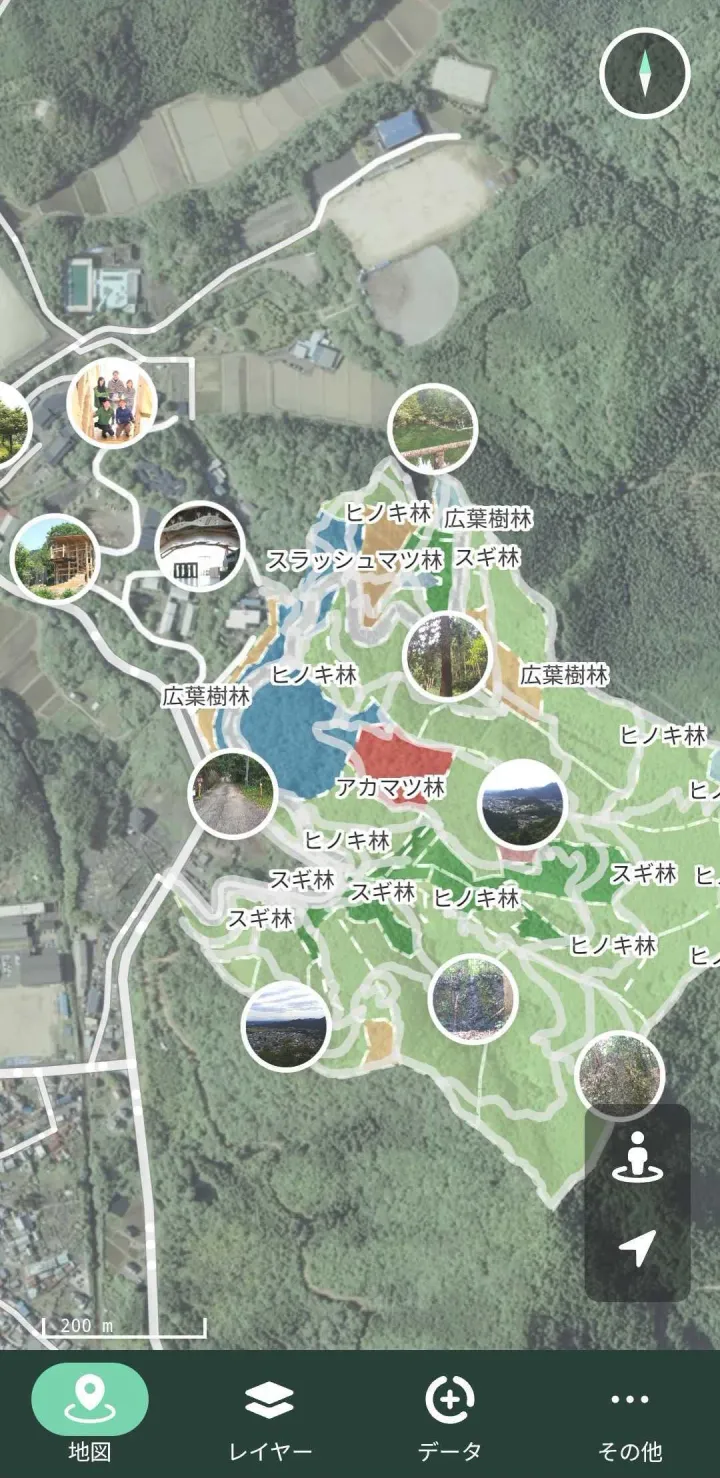 ヒノキ林
広葉樹林
スラッシュマツ林
スギ林
ヒノキ林
広葉樹林
広葉樹林
ヒノキ林
アカマツ林
ヒノ
ヒノキ林
スギ林
スギ林
スギ林
ヒ
ヒノキ林
スギ林
ヒノキ林
ヒノ
200 m
地図
レイヤー
データ
その他